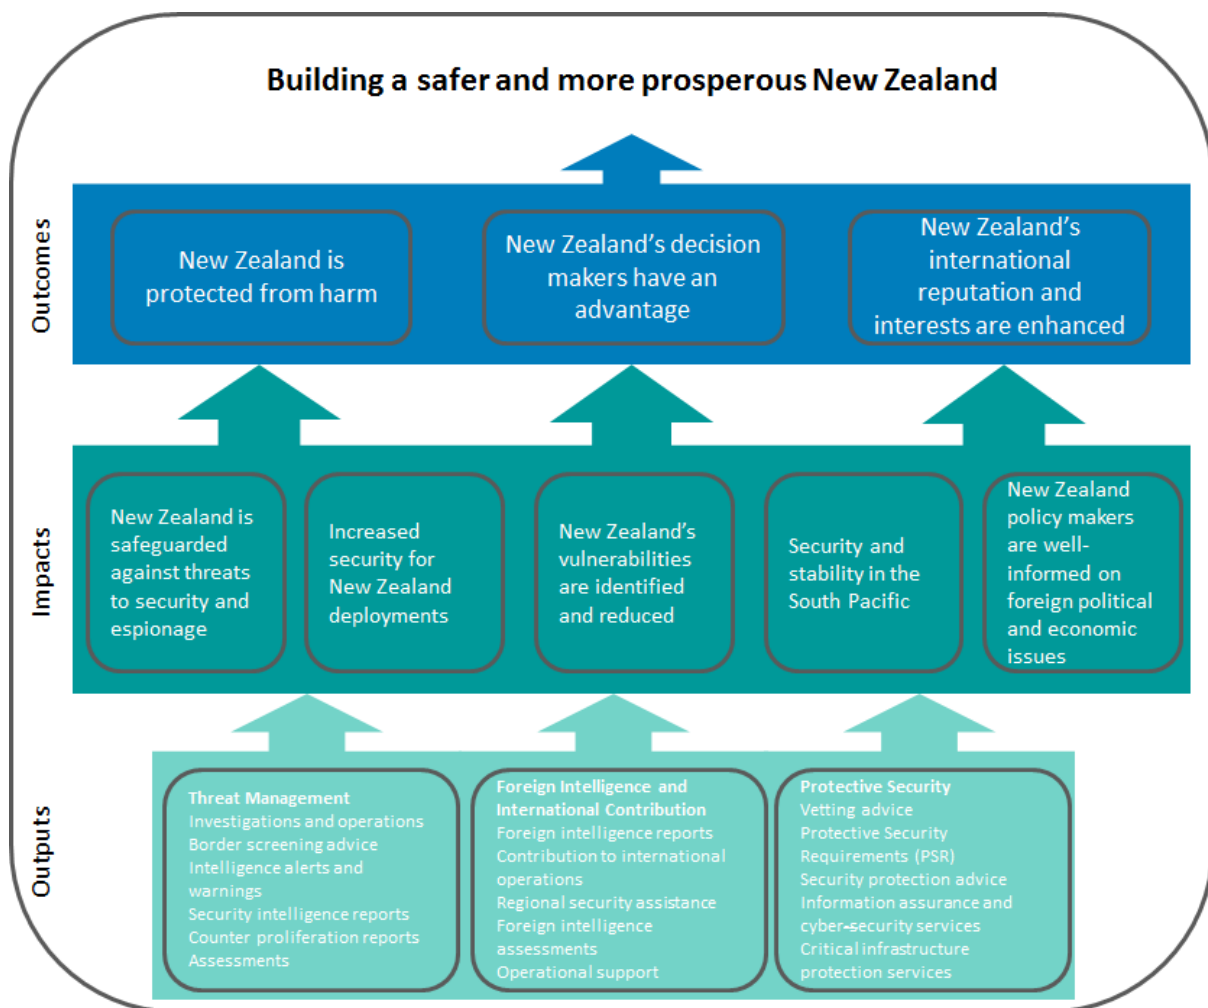 Building a safer and more prosperous New Zealand
Outcomes
New Zealand is
protected from harm
New Zealand’s decision
makers have an
advantage
New Zealand’s
international
reputation and
interests are enhanced
Impacts
New Zealand is
safeguarded
against threats
to security and
espionage
Increased
security for
New Zealand
deployments
New Zealand’s
vulnerabilities
are identified
and reduced
Security and
stability in the
South Pacific
New Zealand
policy makers
are well-
informed on
foreign political
and economic
issues
Outputs
Threat Management
Investigations and operations
Border screening advice
Intelligence alerts and
warnings
Security intelligence reports
Counter proliferation reports
Assessments
Foreign Intelligence and
International Contribution
Foreign intelligence reports
Contribution to international
operations
Regional security assistance
Foreign intelligence
assessments
Operational support
Protective Security
Vetting advice
Protective Security
Requirements (PSR)
Security protection advice
Information assurance and
cyber-security services
Critical infrastructure
protection services